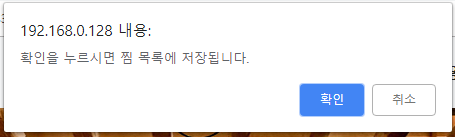 192.168.0.128 내용:
확인을 누르시면 찜 목록에 저장됩니다.
확인
취소